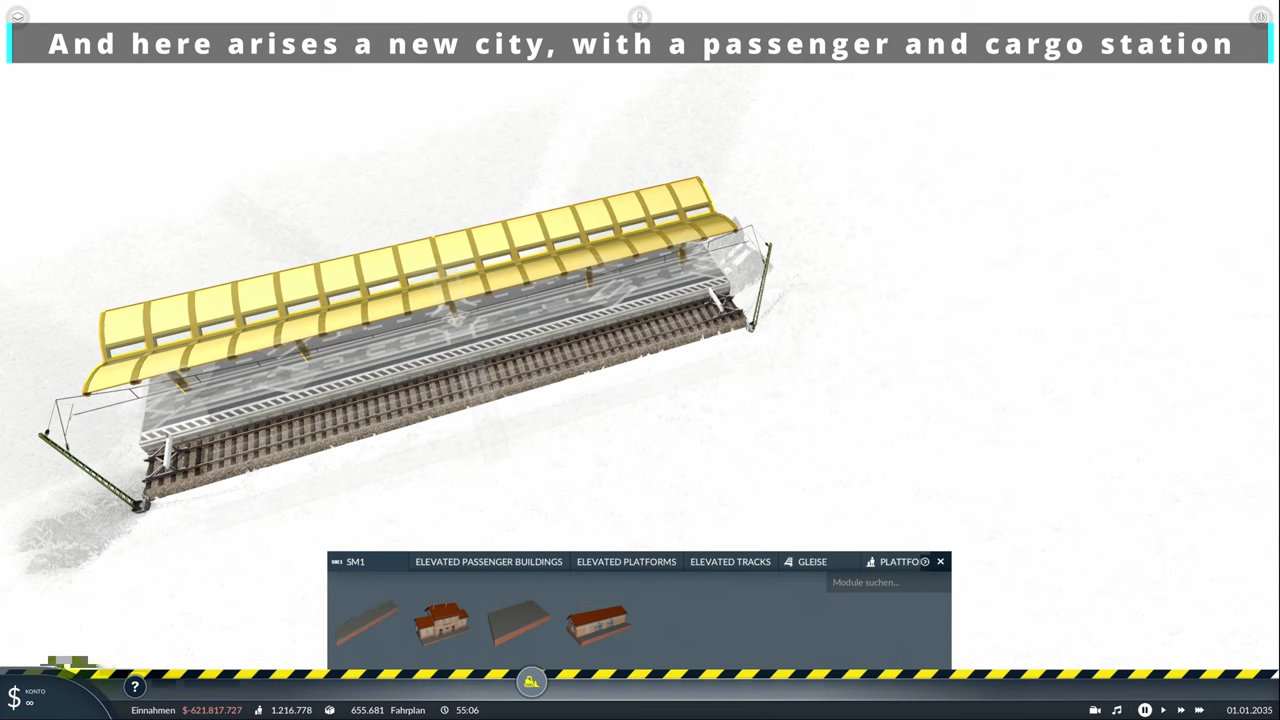 And here arises a new city, with a passenger and cargo station
SM1 SM1 ELEVATED PASSENGER BUILDINGS ELEVATED PLATFORMS ELEVATED TRACKS GLEISE PLATTFO
Module suchen...
$ KONTO ∞
?
Einnahmen $-621.817.727 1.216.778 655.681 Fahrplan 55:06 01.01.2035